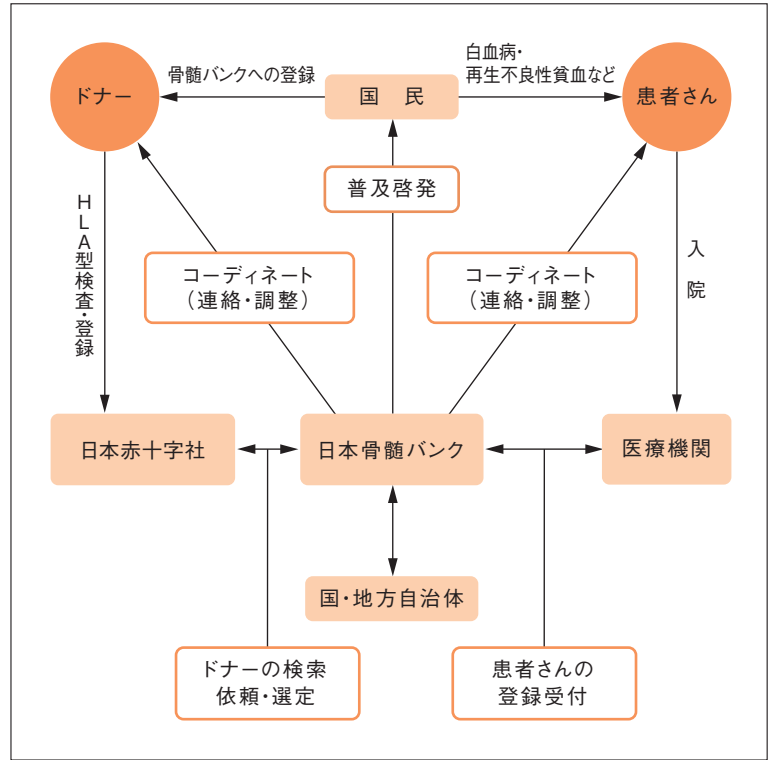 骨髄バンクへの登録
白血病・
再生不良性貧血など
ドナー
国 民
患者さん
普及啓発
HLA型検査・登録
コーディネート
（連絡・調整）
コーディネート
（連絡・調整）
入院
日本赤十字社
日本骨髄バンク
医療機関
国・地方自治体
ドナーの検索
依頼・選定
患者さんの
登録受付